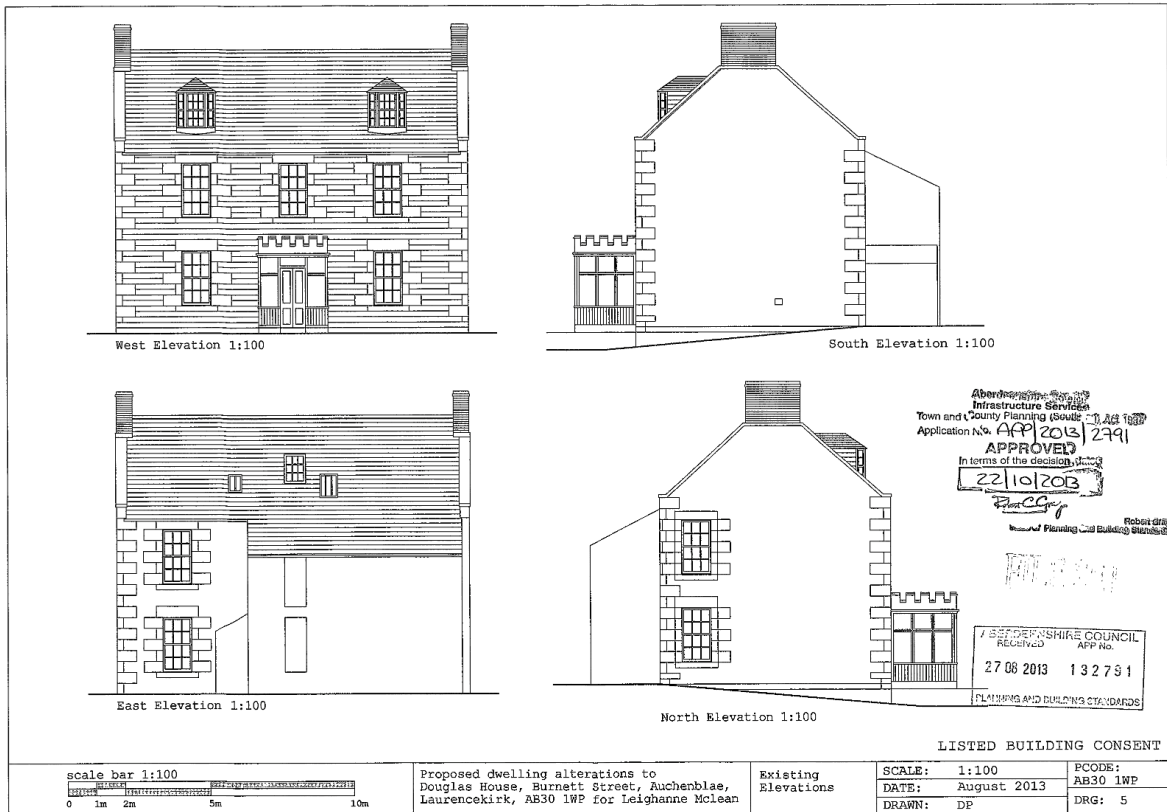 West Elevation 1:100
South Elevation 1:100
Infrastructure Services
Town and County Planning
Application No. APP/2013/2791
APPROVED
In terms of the decision
22/10/2013
Planning and Building Standards
East Elevation 1:100
North Elevation 1:100
ABERDEENSHIRE COUNCIL
RECEIVED APP No.
27 08 2013 132791
PLANNING AND BUILDING STANDARDS
LISTED BUILDING CONSENT
scale bar 1:100
0 1m 2m 5m 10m
Proposed dwelling alterations to
Douglas House, Burnett Street, Auchenblae,
Laurencekirk, AB30 1WP for Leighanne Mclean
Existing
Elevations
SCALE: 1:100
DATE: August 2013
DRAWN: DP
PCODE:
AB30 1WP
DRG: 5